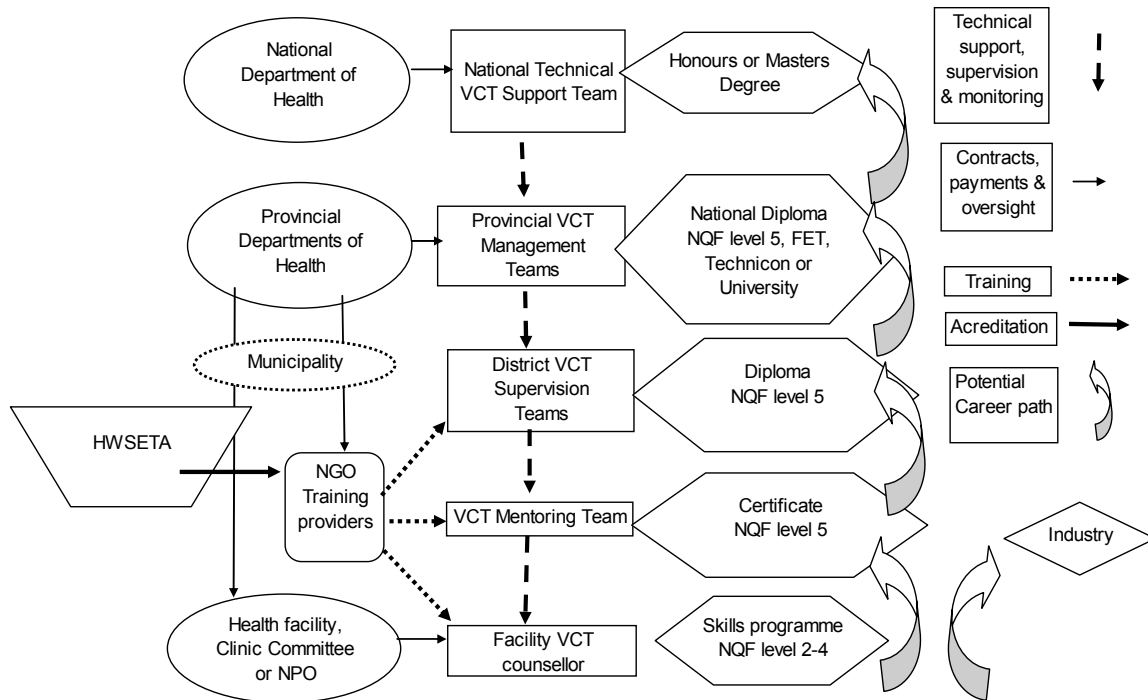 National
Department of
Health
National Technical
VCT Support Team
Honours or Masters
Degree
Technical
support,
supervision
& monitoring
Contracts,
payments &
oversight
Provincial
Departments of
Health
Provincial VCT
Management
Teams
National Diploma
NQF level 5, FET,
Technicon or
University
Training
Acreditation
Municipality
District VCT
Supervision
Teams
Diploma
NQF level 5
Potential
Career path
HWSETA
NGO
Training
providers
VCT Mentoring Team
Certificate
NQF level 5
Industry
Health facility,
Clinic Committee
or NPO
Facility VCT
counsellor
Skills programme
NQF level 2-4